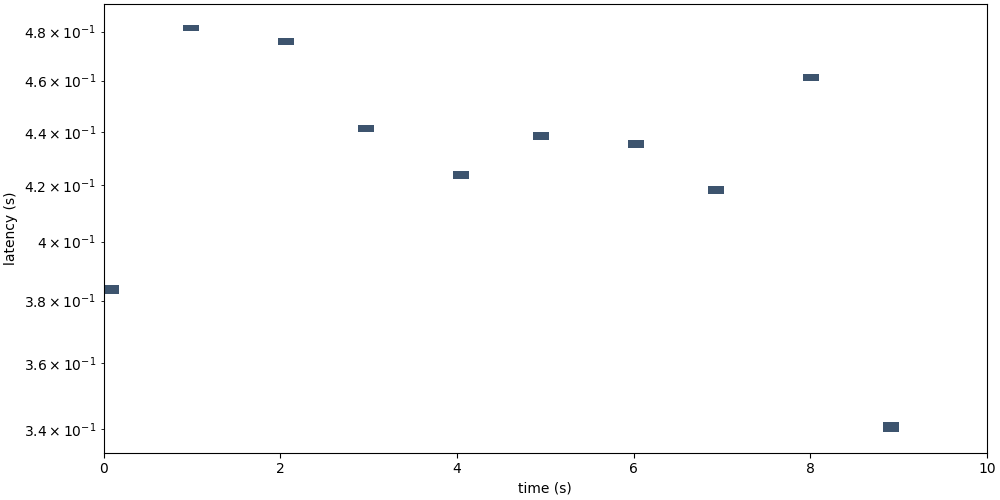 4.8 × 10⁻¹
4.6 × 10⁻¹
4.4 × 10⁻¹
4.2 × 10⁻¹
4 × 10⁻¹
3.8 × 10⁻¹
3.6 × 10⁻¹
3.4 × 10⁻¹
latency (s)
0 2 4 6 8 10
time (s)